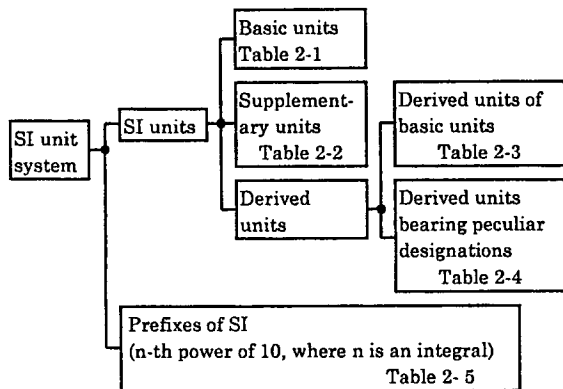 SI unit
system
SI units
Basic units
Table 2-1
Supplement-
ary units
Table 2-2
Derived
units
Derived units of
basic units
Table 2-3
Derived units
bearing peculiar
designations
Table 2-4
Prefixes of SI
(n-th power of 10, where n is an integral)
Table 2- 5